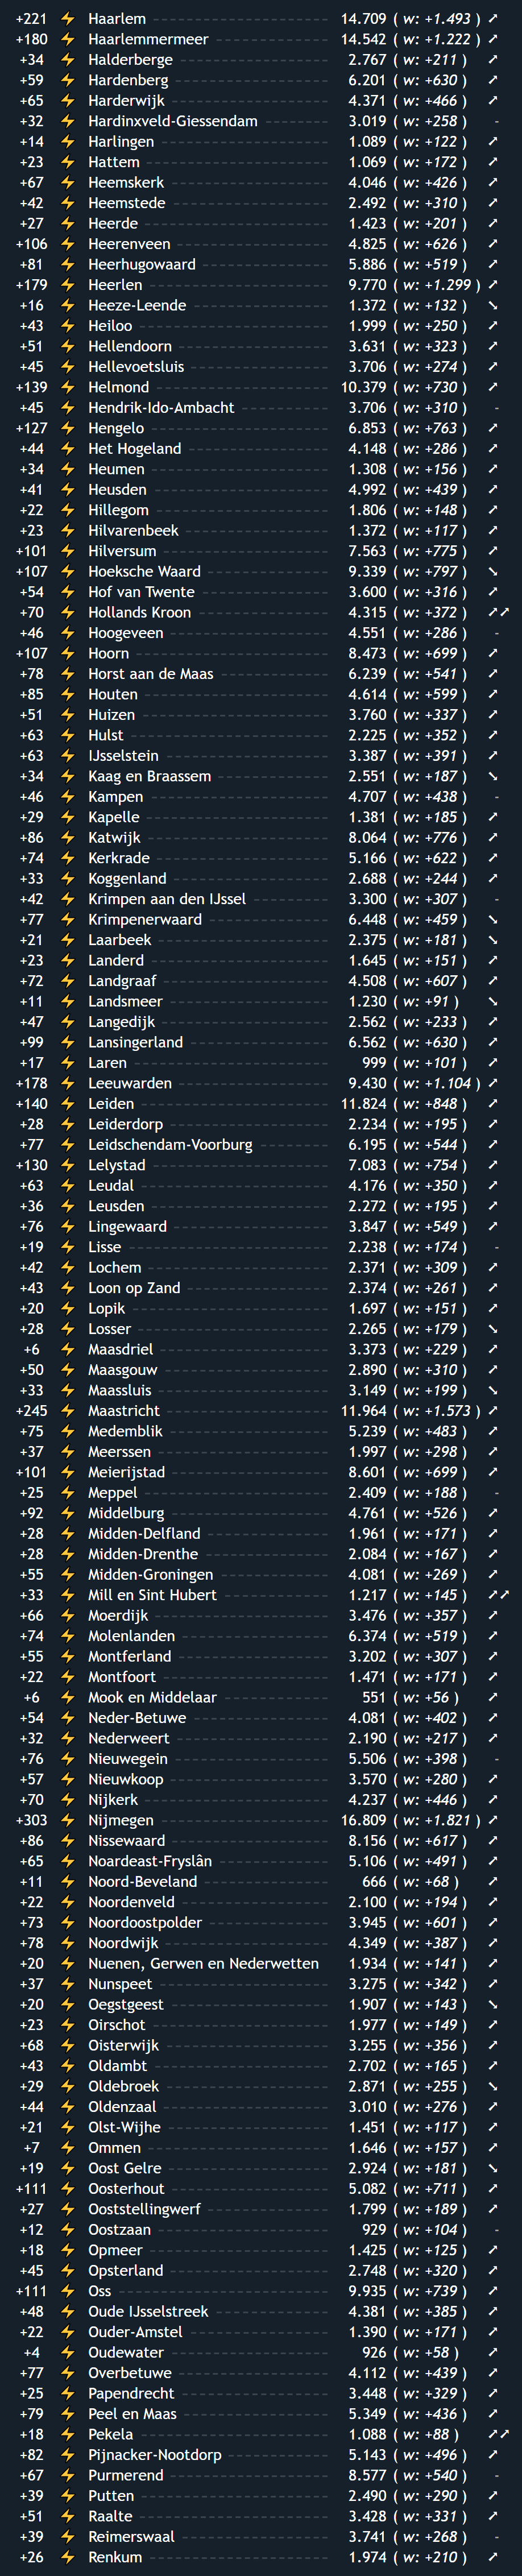 +221 ⚡ Haarlem 14.709 ( w: +1.493 ) ⭧
+180 ⚡ Haarlemmermeer 14.542 ( w: +1.222 ) ⭧
+34 ⚡ Halderberge 2.767 ( w: +211 ) ⭧
+59 ⚡ Hardenberg 6.201 ( w: +630 ) ⭧
+65 ⚡ Harderwijk 4.371 ( w: +466 ) ⭧
+32 ⚡ Hardinxveld-Giessendam 3.019 ( w: +258 ) -
+14 ⚡ Harlingen 1.089 ( w: +122 ) ⭧
+23 ⚡ Hattem 1.069 ( w: +172 ) ⭧
+67 ⚡ Heemskerk 4.046 ( w: +426 ) ⭧
+42 ⚡ Heemstede 2.492 ( w: +310 ) ⭧
+27 ⚡ Heerde 1.423 ( w: +201 ) ⭧
+106 ⚡ Heerenveen 4.825 ( w: +626 ) ⭧
+81 ⚡ Heerhugowaard 5.886 ( w: +519 ) ⭧
+179 ⚡ Heerlen 9.770 ( w: +1.299 ) ⭧
+16 ⚡ Heeze-Leende 1.372 ( w: +132 ) ⭨
+43 ⚡ Heiloo 1.999 ( w: +250 ) ⭧
+51 ⚡ Hellendoorn 3.631 ( w: +323 ) ⭧
+45 ⚡ Hellevoetsluis 3.706 ( w: +274 ) ⭧
+139 ⚡ Helmond 10.379 ( w: +730 ) ⭧
+45 ⚡ Hendrik-Ido-Ambacht 3.706 ( w: +310 ) -
+127 ⚡ Hengelo 6.853 ( w: +763 ) ⭧
+44 ⚡ Het Hogeland 4.148 ( w: +286 ) ⭧
+34 ⚡ Heumen 1.308 ( w: +156 ) ⭧
+41 ⚡ Heusden 4.992 ( w: +439 ) ⭧
+22 ⚡ Hillegom 1.806 ( w: +148 ) ⭧
+23 ⚡ Hilvarenbeek 1.372 ( w: +117 ) ⭧
+101 ⚡ Hilversum 7.563 ( w: +775 ) ⭧
+107 ⚡ Hoeksche Waard 9.339 ( w: +797 ) ⭨
+54 ⚡ Hof van Twente 3.600 ( w: +316 ) ⭧
+70 ⚡ Hollands Kroon 4.315 ( w: +372 ) ⭧⭧
+46 ⚡ Hoogeveen 4.551 ( w: +286 ) -
+107 ⚡ Hoorn 8.473 ( w: +699 ) ⭧
+78 ⚡ Horst aan de Maas 6.239 ( w: +541 ) ⭧
+85 ⚡ Houten 4.614 ( w: +599 ) ⭧
+51 ⚡ Huizen 3.760 ( w: +337 ) ⭧
+63 ⚡ Hulst 2.225 ( w: +352 ) ⭧
+63 ⚡ IJsselstein 3.387 ( w: +391 ) ⭧
+34 ⚡ Kaag en Braassem 2.551 ( w: +187 ) ⭨
+46 ⚡ Kampen 4.707 ( w: +438 ) -
+29 ⚡ Kapelle 1.381 ( w: +185 ) ⭧
+86 ⚡ Katwijk 8.064 ( w: +776 ) ⭧
+74 ⚡ Kerkrade 5.166 ( w: +622 ) ⭧
+33 ⚡ Koggenland 2.688 ( w: +244 ) ⭧
+42 ⚡ Krimpen aan den IJssel 3.300 ( w: +307 ) -
+77 ⚡ Krimpenerwaard 6.448 ( w: +459 ) ⭨
+21 ⚡ Laarbeek 2.375 ( w: +181 ) ⭨
+23 ⚡ Landerd 1.645 ( w: +151 ) ⭧
+72 ⚡ Landgraaf 4.508 ( w: +607 ) ⭧
+11 ⚡ Landsmeer 1.230 ( w: +91 ) ⭨
+47 ⚡ Langedijk 2.562 ( w: +233 ) ⭧
+99 ⚡ Lansingerland 6.562 ( w: +630 ) ⭧
+17 ⚡ Laren 999 ( w: +101 ) ⭧
+178 ⚡ Leeuwarden 9.430 ( w: +1.104 ) ⭧
+140 ⚡ Leiden 11.824 ( w: +848 ) ⭧
+28 ⚡ Leiderdorp 2.234 ( w: +195 ) ⭧
+77 ⚡ Leidschendam-Voorburg 6.195 ( w: +544 ) ⭧
+130 ⚡ Lelystad 7.083 ( w: +754 ) ⭧
+63 ⚡ Leudal 4.176 ( w: +350 ) ⭧
+36 ⚡ Leusden 2.272 ( w: +195 ) ⭧
+76 ⚡ Lingewaard 3.847 ( w: +549 ) ⭧
+19 ⚡ Lisse 2.238 ( w: +174 ) -
+42 ⚡ Lochem 2.371 ( w: +309 ) ⭧
+43 ⚡ Loon op Zand 2.374 ( w: +261 ) ⭧
+20 ⚡ Lopik 1.697 ( w: +151 ) ⭧
+28 ⚡ Losser 2.265 ( w: +179 ) ⭨
+6 ⚡ Maasdriel 3.373 ( w: +229 ) ⭧
+50 ⚡ Maasgouw 2.890 ( w: +310 ) ⭧
+33 ⚡ Maassluis 3.149 ( w: +199 ) ⭨
+245 ⚡ Maastricht 11.964 ( w: +1.573 ) ⭧
+75 ⚡ Medemblik 5.239 ( w: +483 ) ⭧
+37 ⚡ Meerssen 1.997 ( w: +298 ) ⭧
+101 ⚡ Meierijstad 8.601 ( w: +699 ) ⭧
+25 ⚡ Meppel 2.409 ( w: +188 ) -
+92 ⚡ Middelburg 4.761 ( w: +526 ) ⭧
+28 ⚡ Midden-Delfland 1.961 ( w: +171 ) ⭧
+28 ⚡ Midden-Drenthe 2.084 ( w: +167 ) ⭧
+55 ⚡ Midden-Groningen 4.081 ( w: +269 ) ⭧
+33 ⚡ Mill en Sint Hubert 1.217 ( w: +145 ) ⭧⭧
+66 ⚡ Moerdijk 3.476 ( w: +357 ) ⭧
+74 ⚡ Molenlanden 6.374 ( w: +519 ) ⭧
+55 ⚡ Montferland 3.202 ( w: +307 ) ⭧
+22 ⚡ Montfoort 1.471 ( w: +171 ) ⭧
+6 ⚡ Mook en Middelaar 551 ( w: +56 ) ⭧
+54 ⚡ Neder-Betuwe 4.081 ( w: +402 ) ⭧
+32 ⚡ Nederweert 2.190 ( w: +217 ) ⭧
+76 ⚡ Nieuwegein 5.506 ( w: +398 ) -
+57 ⚡ Nieuwkoop 3.570 ( w: +280 ) ⭧
+70 ⚡ Nijkerk 4.237 ( w: +446 ) ⭧
+303 ⚡ Nijmegen 16.809 ( w: +1.821 ) ⭧
+86 ⚡ Nissewaard 8.156 ( w: +617 ) ⭧
+65 ⚡ Noardeast-Fryslân 5.106 ( w: +491 ) ⭧
+11 ⚡ Noord-Beveland 666 ( w: +68 ) ⭧
+22 ⚡ Noordenveld 2.100 ( w: +194 ) ⭧
+73 ⚡ Noordoostpolder 3.945 ( w: +601 ) ⭧
+78 ⚡ Noordwijk 4.349 ( w: +387 ) ⭧
+20 ⚡ Nuenen, Gerwen en Nederwetten 1.934 ( w: +141 ) ⭧
+37 ⚡ Nunspeet 3.275 ( w: +342 ) ⭧
+20 ⚡ Oegstgeest 1.907 ( w: +143 ) ⭨
+23 ⚡ Oirschot 1.977 ( w: +149 ) ⭧
+68 ⚡ Oisterwijk 3.255 ( w: +356 ) ⭧
+43 ⚡ Oldambt 2.702 ( w: +165 ) ⭧
+29 ⚡ Oldebroek 2.871 ( w: +255 ) ⭨
+44 ⚡ Oldenzaal 3.010 ( w: +276 ) ⭧
+21 ⚡ Olst-Wijhe 1.451 ( w: +117 ) ⭧
+7 ⚡ Ommen 1.646 ( w: +157 ) ⭧
+19 ⚡ Oost Gelre 2.924 ( w: +181 ) ⭨
+111 ⚡ Oosterhout 5.082 ( w: +711 ) ⭧
+27 ⚡ Ooststellingwerf 1.799 ( w: +189 ) ⭧
+12 ⚡ Oostzaan 929 ( w: +104 ) -
+18 ⚡ Opmeer 1.425 ( w: +125 ) ⭧
+45 ⚡ Opsterland 2.748 ( w: +320 ) ⭧
+111 ⚡ Oss 9.935 ( w: +739 ) ⭧
+48 ⚡ Oude IJsselstreek 4.381 ( w: +385 ) ⭧
+22 ⚡ Ouder-Amstel 1.390 ( w: +171 ) ⭧
+4 ⚡ Oudewater 926 ( w: +58 ) ⭧
+77 ⚡ Overbetuwe 4.112 ( w: +439 ) ⭧
+25 ⚡ Papendrecht 3.448 ( w: +329 ) ⭧
+79 ⚡ Peel en Maas 5.349 ( w: +436 ) ⭧
+18 ⚡ Pekela 1.088 ( w: +88 ) ⭧⭧
+82 ⚡ Pijnacker-Nootdorp 5.143 ( w: +496 ) ⭧
+67 ⚡ Purmerend 8.577 ( w: +540 ) -
+39 ⚡ Putten 2.490 ( w: +290 ) ⭧
+51 ⚡ Raalte 3.428 ( w: +331 ) ⭧
+39 ⚡ Reimerswaal 3.741 ( w: +268 ) -
+26 ⚡ Renkum 1.974 ( w: +210 ) ⭧